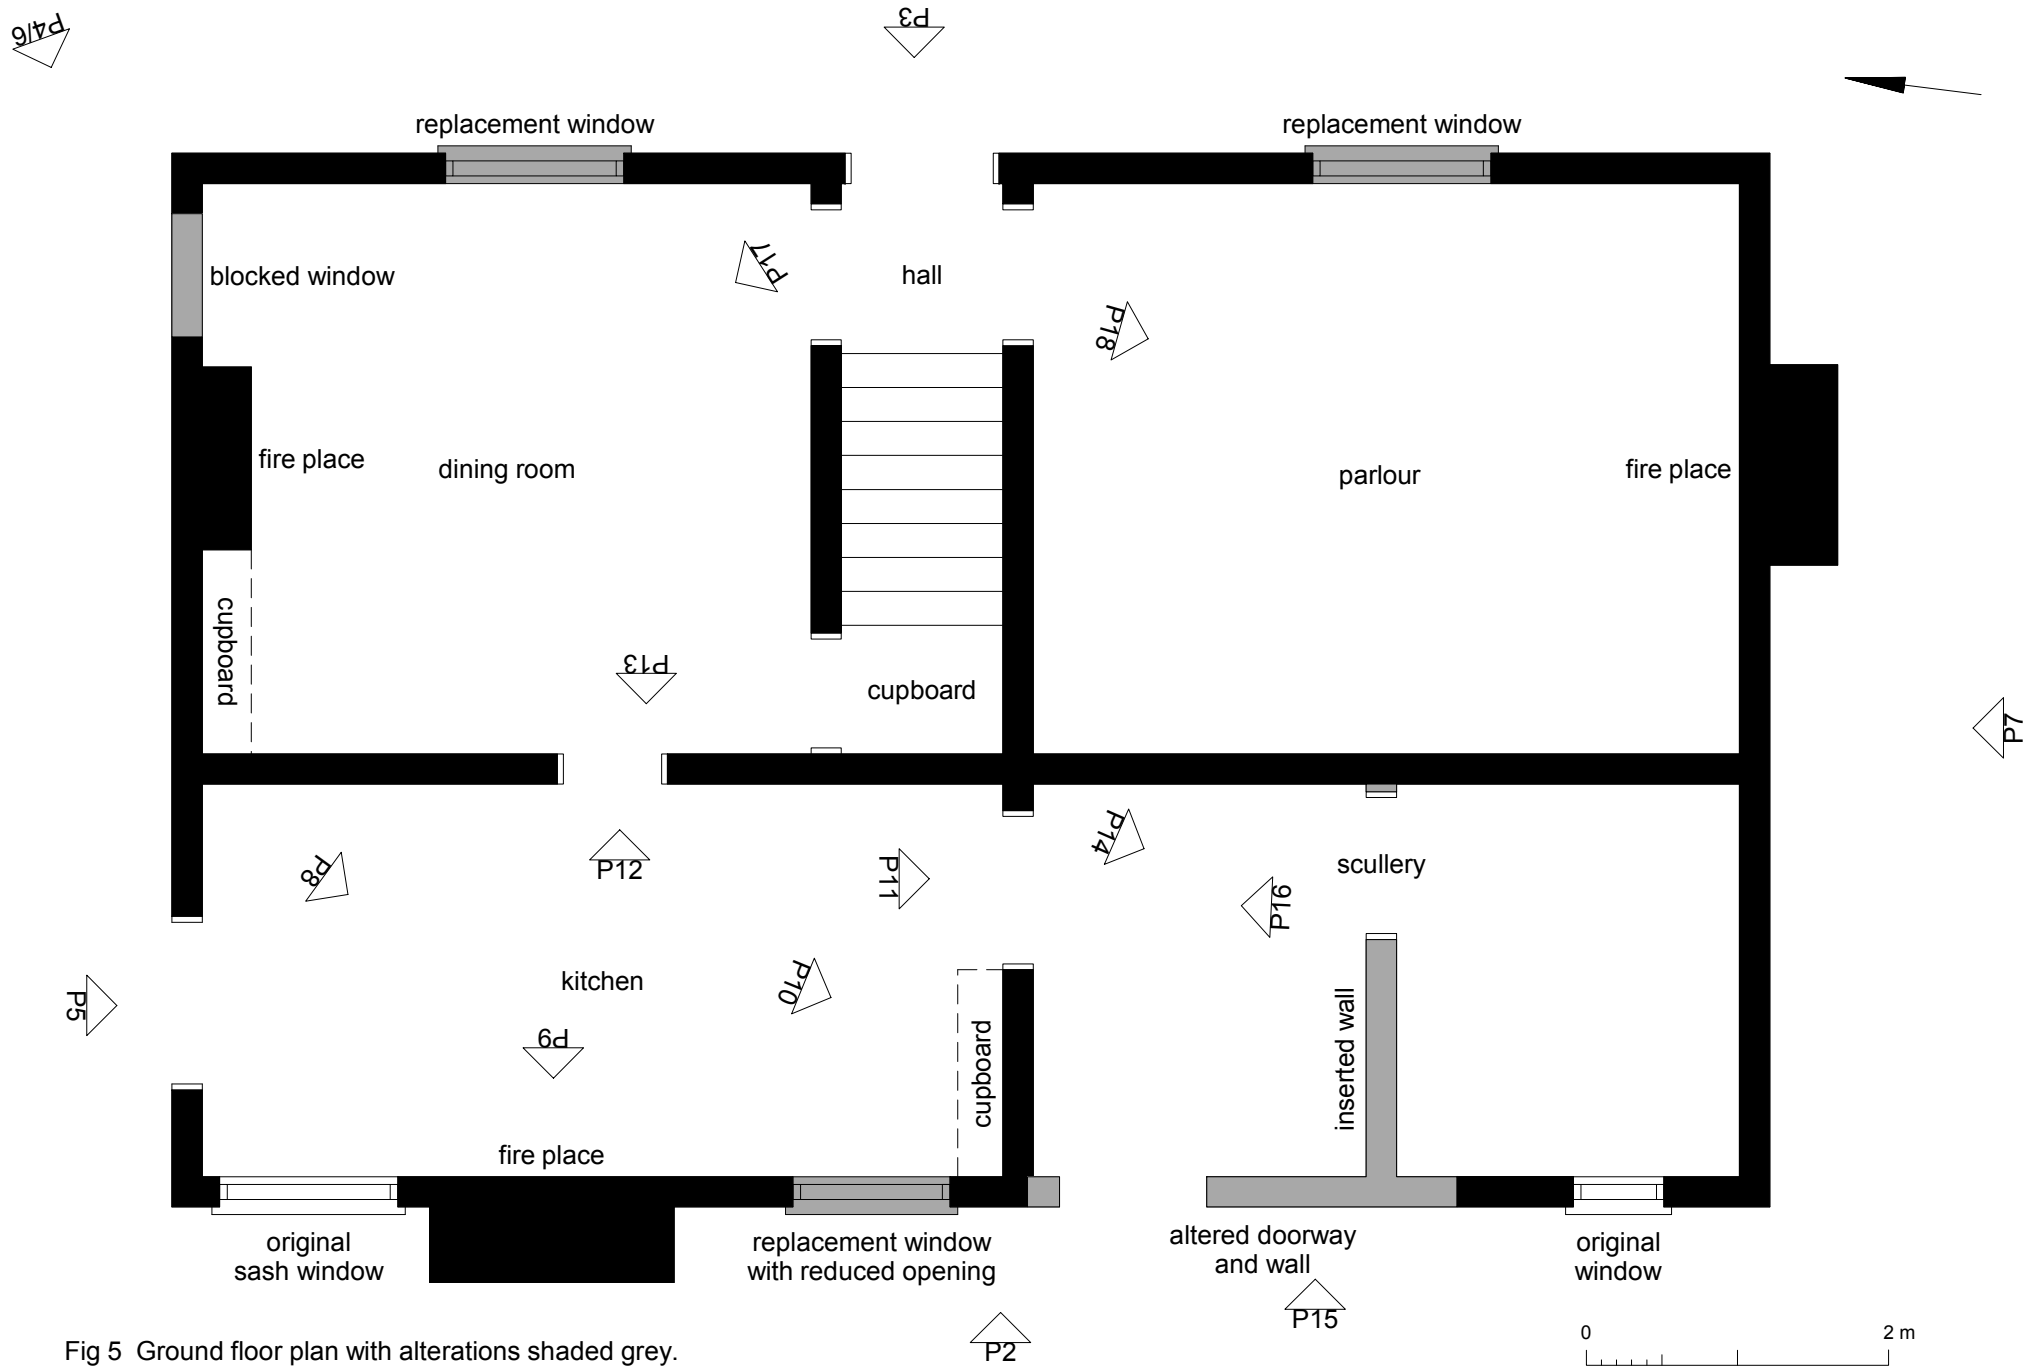 P4/6
P3
replacement window
replacement window
blocked window
P17
hall
P18
fire place
dining room
parlour
fire place
cupboard
P13
cupboard
P7
P8
P12
P11
P14
scullery
P16
P5
kitchen
P10
P9
cupboard
inserted wall
fire place
original
sash window
replacement window
with reduced opening
altered doorway
and wall
original
window
P15
P2
0 2 m
Fig 5 Ground floor plan with alterations shaded grey.